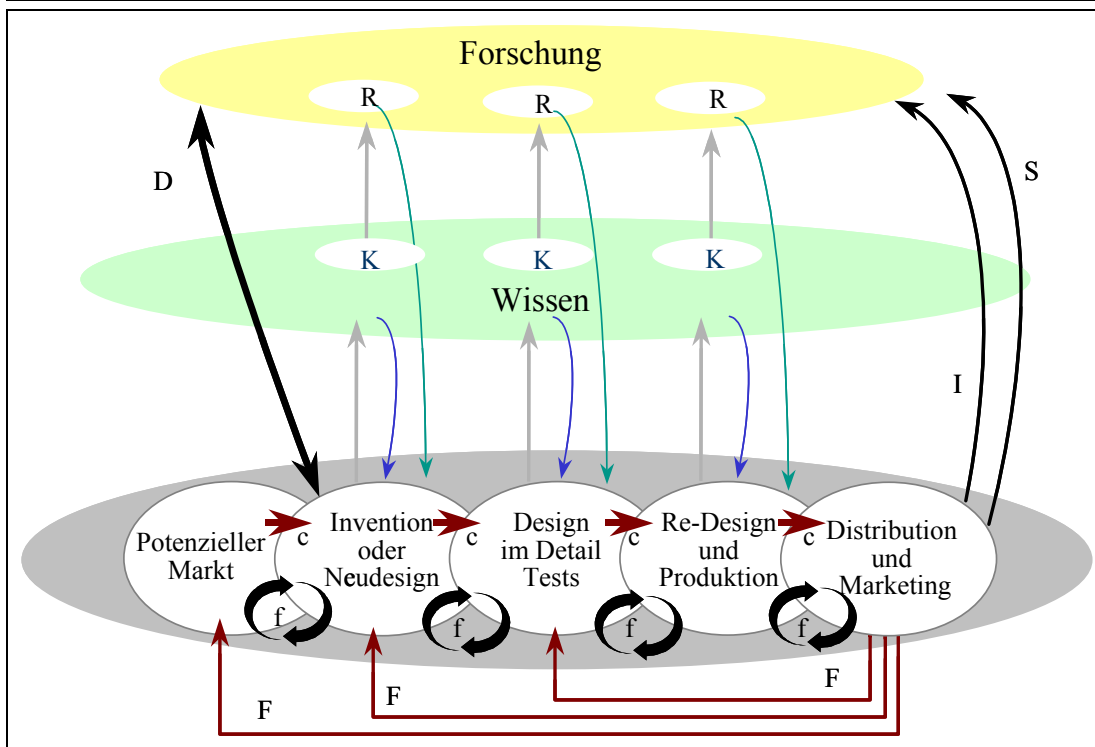 Forschung
R
R
R
D
S
K
K
K
Wissen
I
Potenzieller
Markt
c
Invention
oder
Neudesign
c
Design
im Detail
Tests
c
Re-Design
und
Produktion
c
Distribution
und
Marketing
f
f
f
f
F
F
F